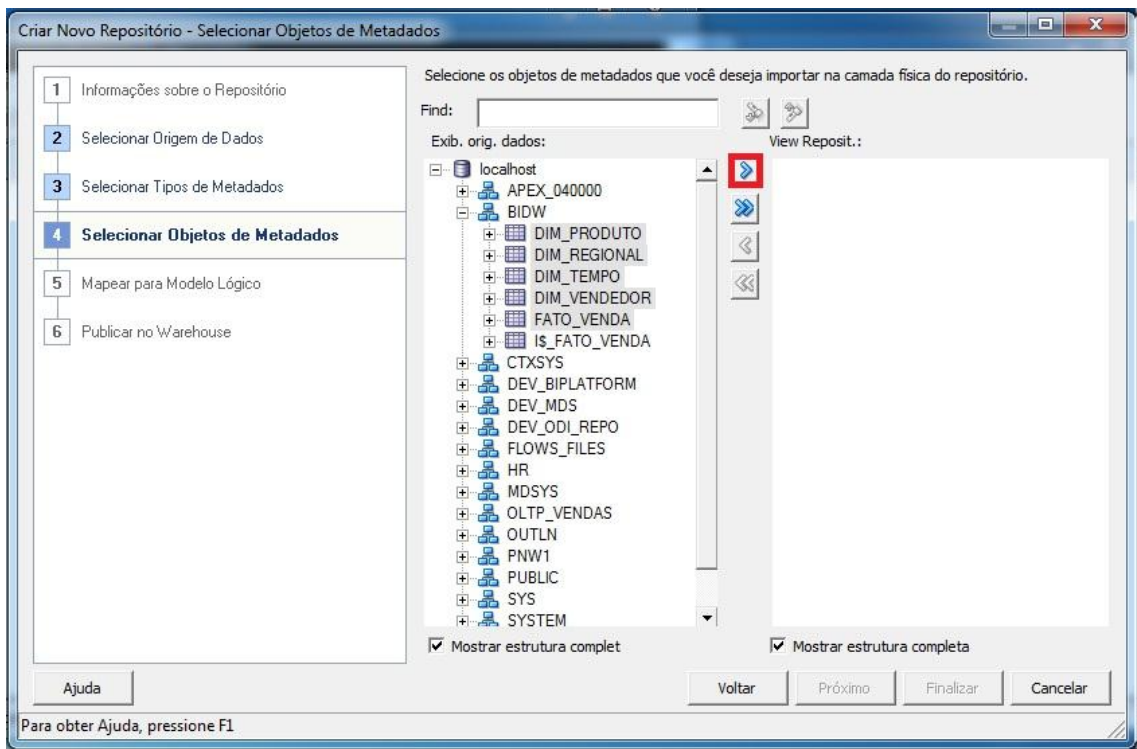 Criar Novo Repositório - Selecionar Objetos de Metadados
1 Informações sobre o Repositório
2 Selecionar Origem de Dados
3 Selecionar Tipos de Metadados
4 Selecionar Objetos de Metadados
5 Mapear para Modelo Lógico
6 Publicar no Warehouse
Selecione os objetos de metadados que você deseja importar na camada física do repositório.
Find:
Exib. orig. dados:
View Reposit.:
localhost
APEX_040000
BIDW
DIM_PRODUTO
DIM_REGIONAL
DIM_TEMPO
DIM_VENDEDOR
FATO_VENDA
I$_FATO_VENDA
CTXSYS
DEV_BIPLATFORM
DEV_MDS
DEV_ODI_REPO
FLOWS_FILES
HR
MDSYS
OLTP_VENDAS
OUTLN
PNW1
PUBLIC
SYS
SYSTEM
Mostrar estrutura complet
Mostrar estrutura completa
Ajuda
Voltar
Próximo
Finalizar
Cancelar
Para obter Ajuda, pressione F1